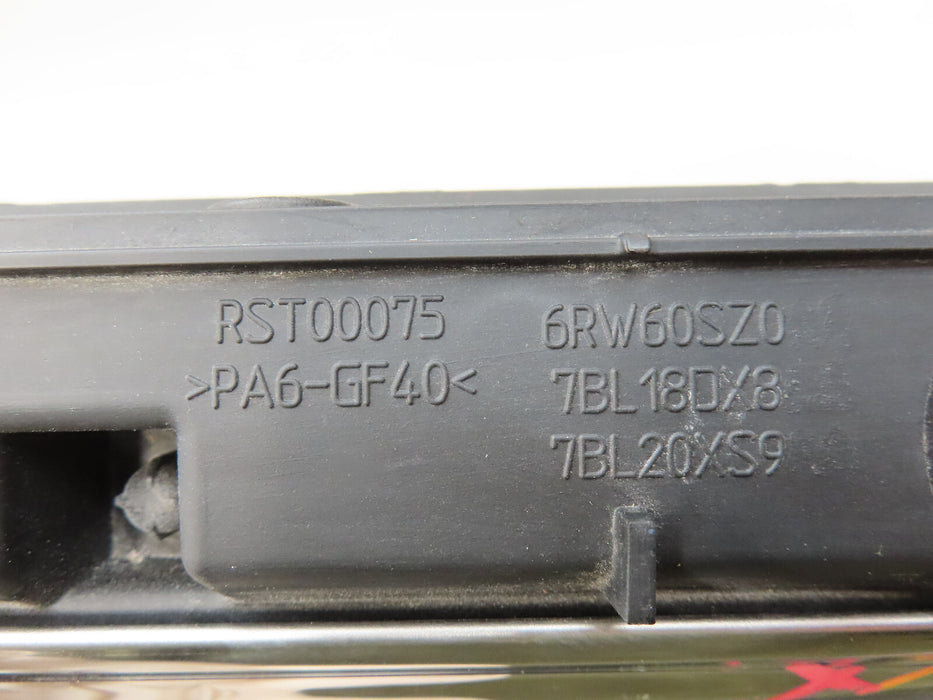 RST00075
>PA6-GF40<
6RW60SZ0
7BL18DX8
7BL20XS9